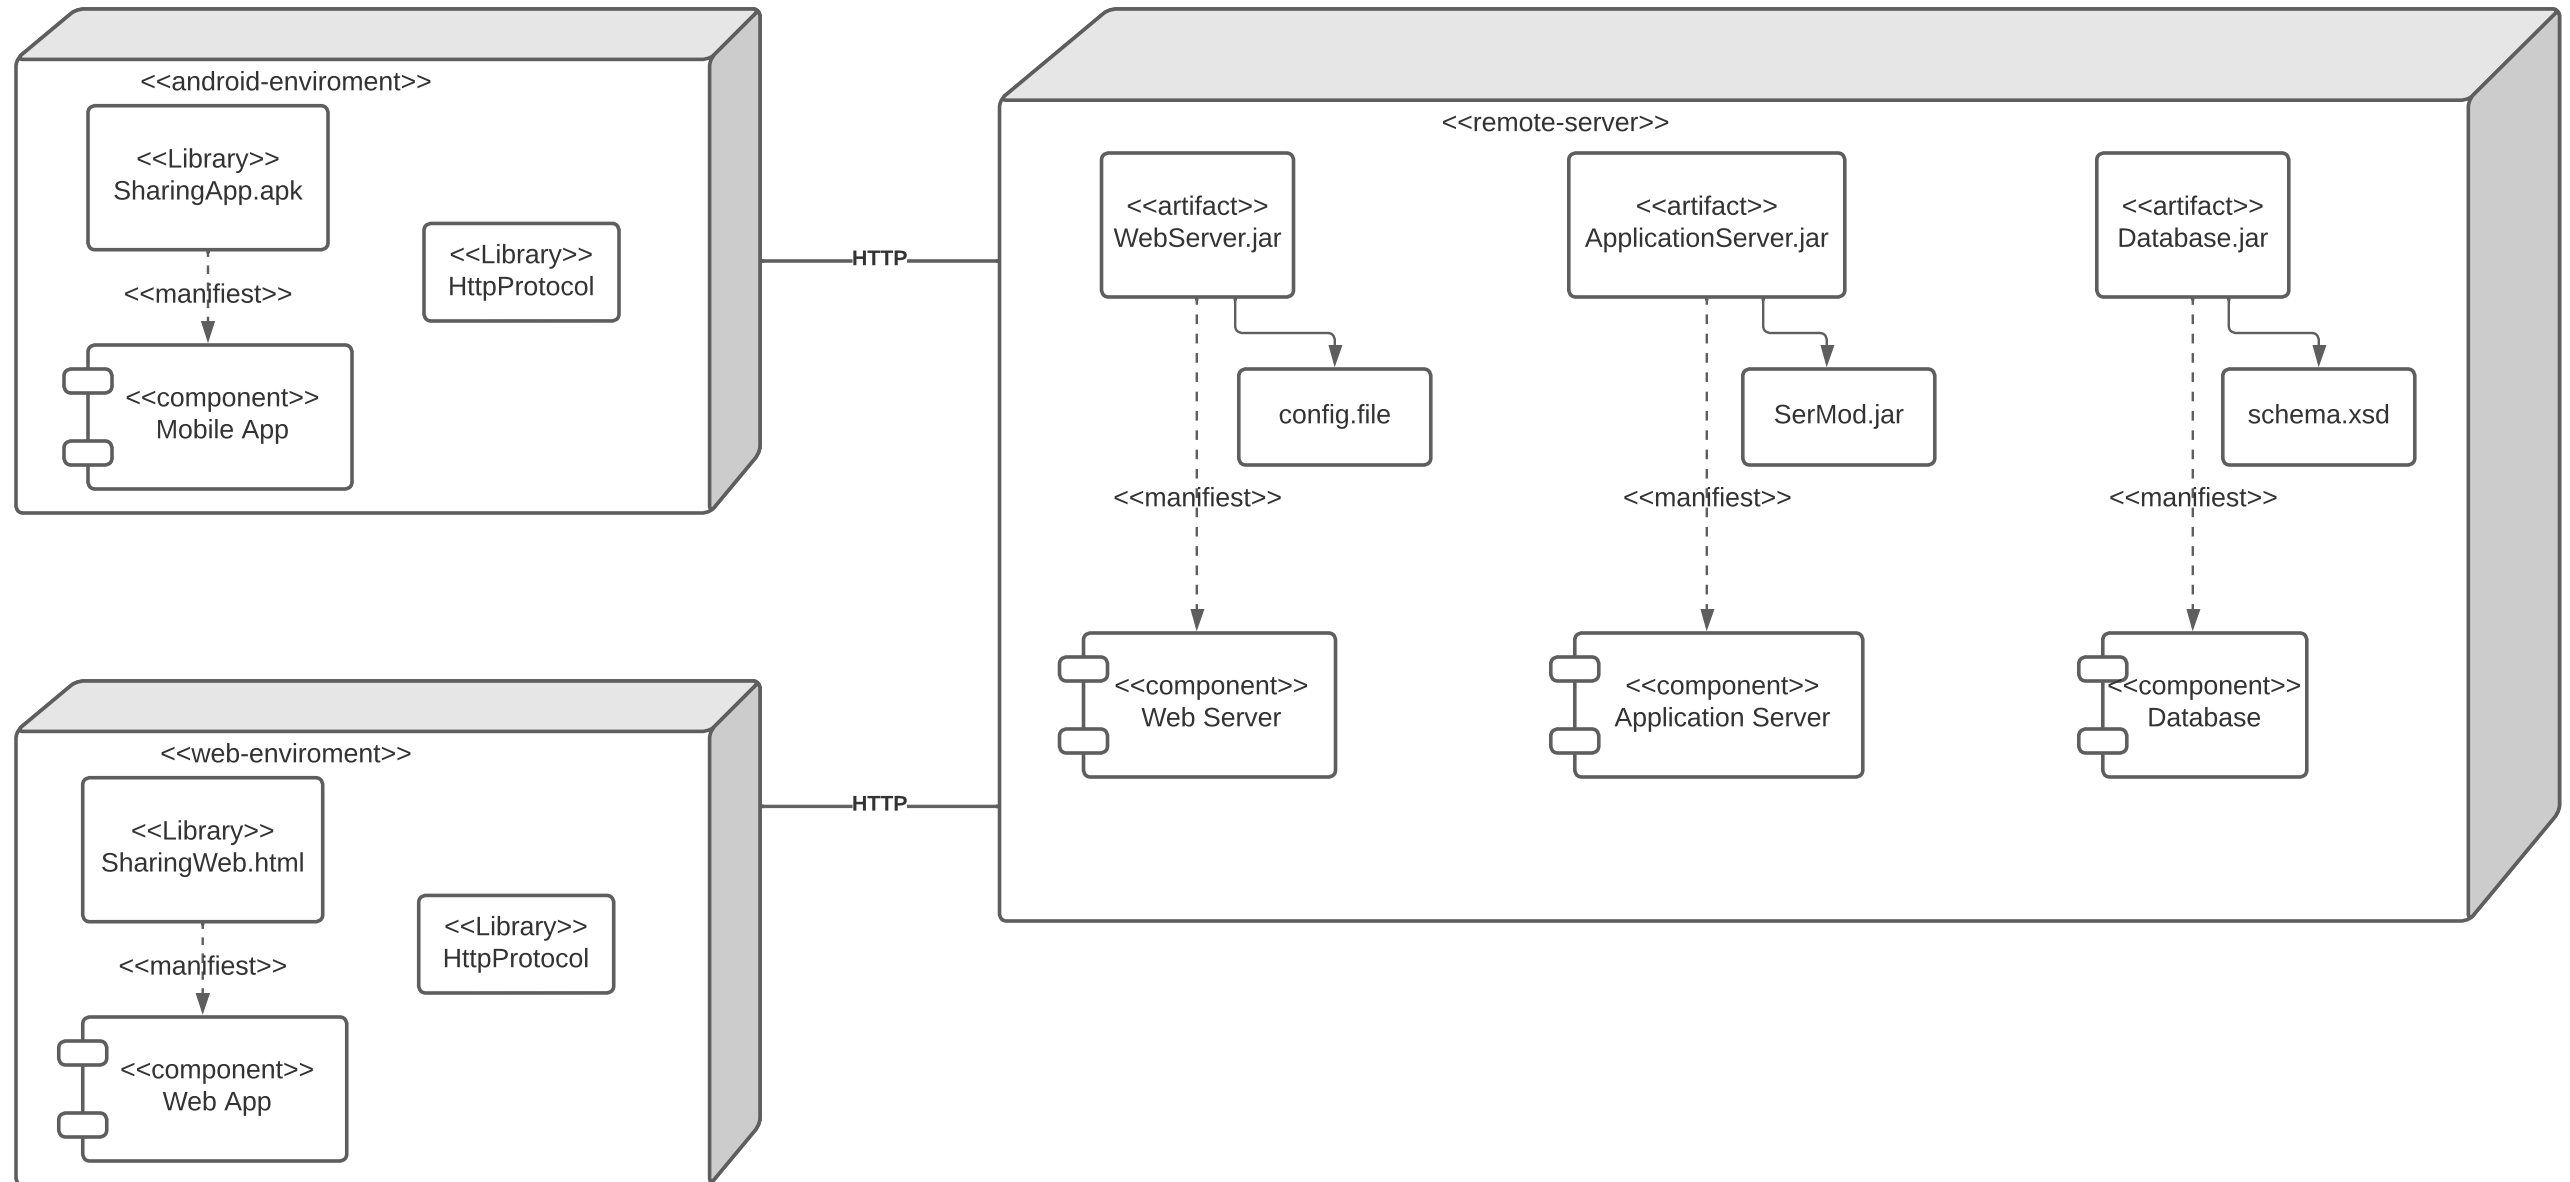 <<android-enviroment>>
<<Library>>
SharingApp.apk
<<manifiest>>
<<component>>
Mobile App
<<Library>>
HttpProtocol
HTTP
<<remote-server>>
<<artifact>>
WebServer.jar
config.file
<<manifiest>>
<<component>>
Web Server
<<artifact>>
ApplicationServer.jar
SerMod.jar
<<manifiest>>
<<component>>
Application Server
<<artifact>>
Database.jar
schema.xsd
<<manifiest>>
<<component>>
Database
<<web-enviroment>>
<<Library>>
SharingWeb.html
<<manifiest>>
<<component>>
Web App
<<Library>>
HttpProtocol
HTTP